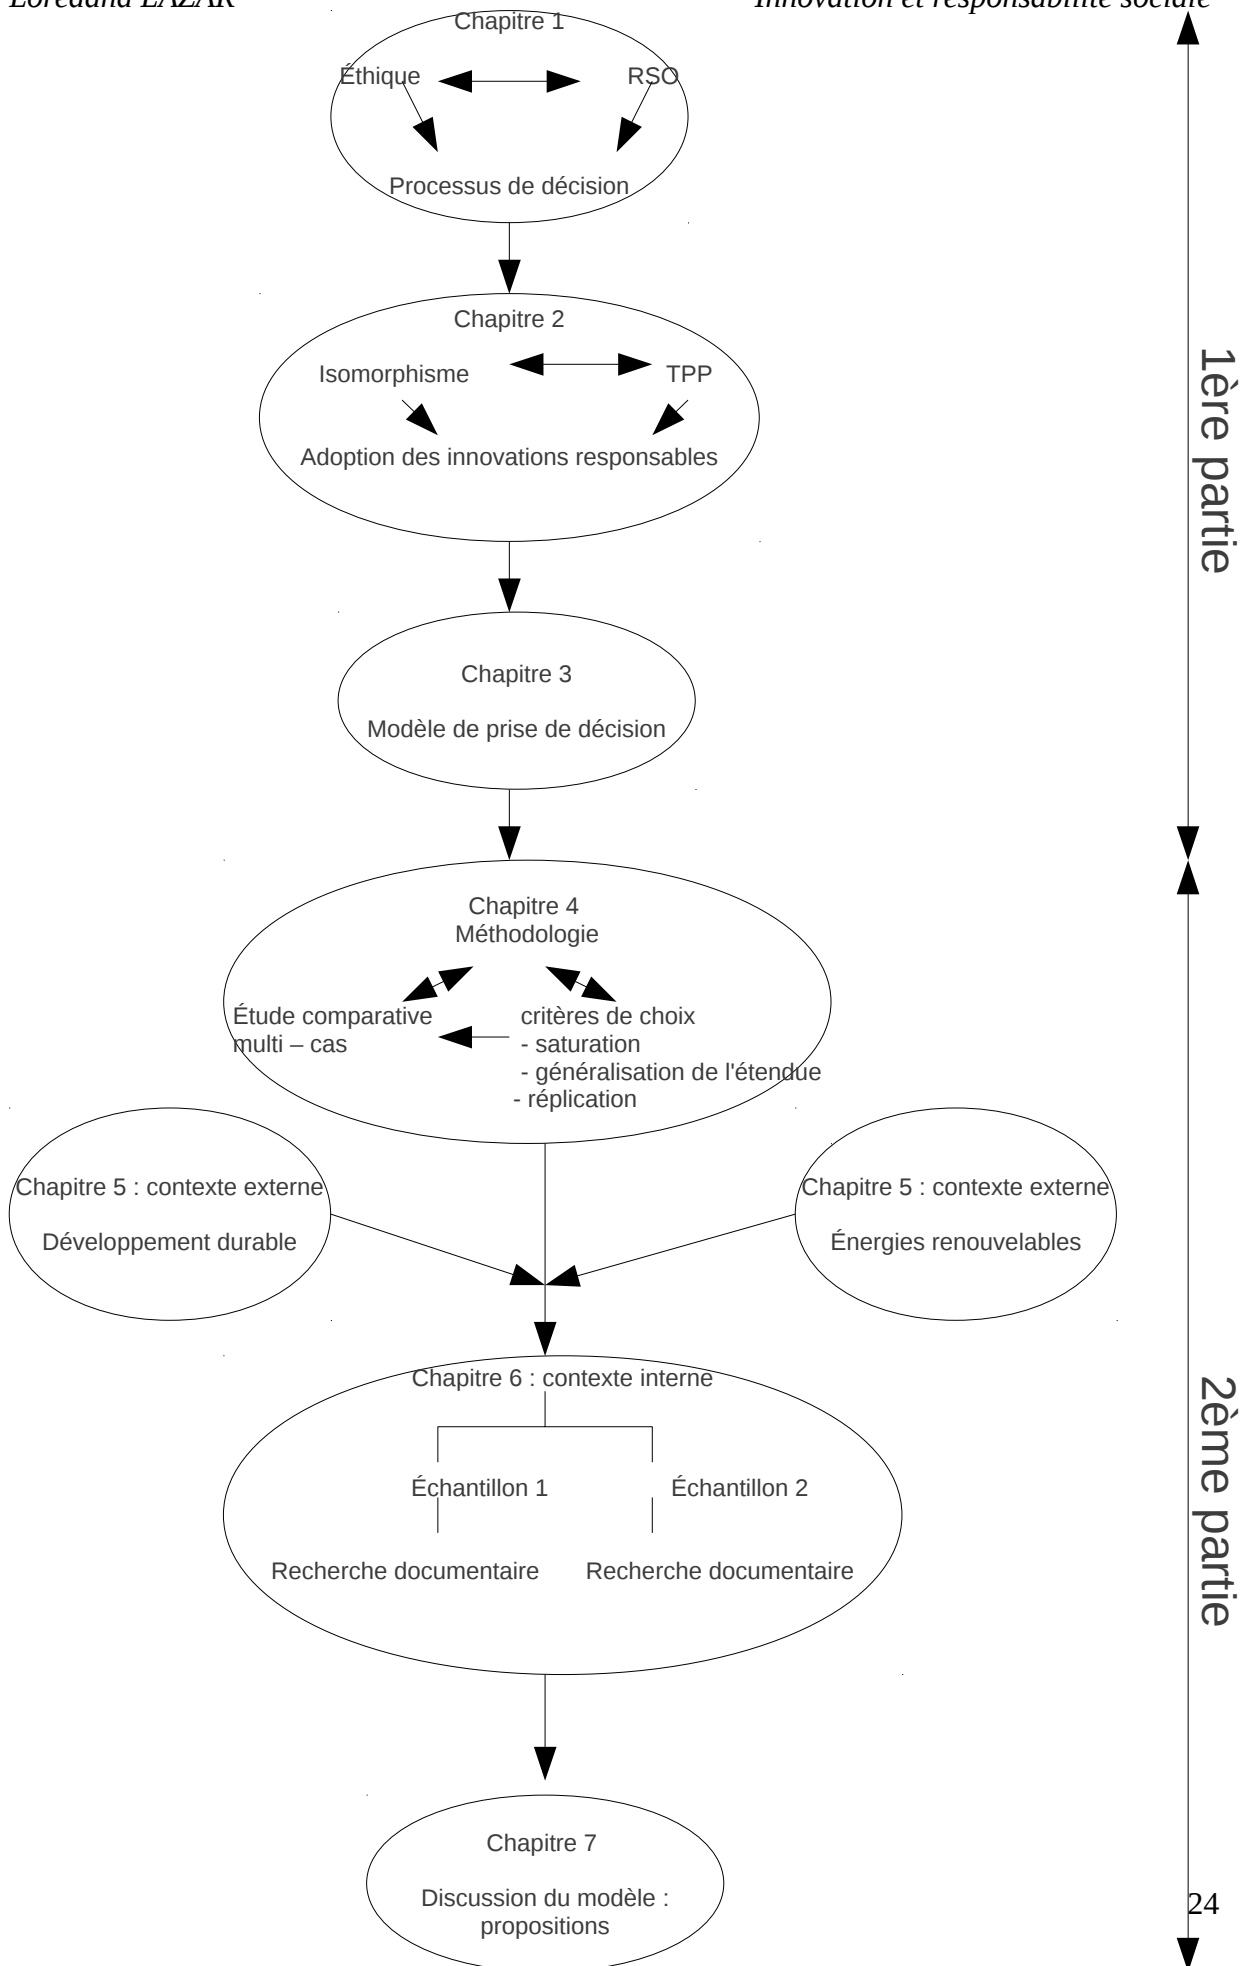 Loredana LAZAR
Innovation et responsabilité sociale
Chapitre 1
Éthique
RSO
Processus de décision
Chapitre 2
Isomorphisme
TPP
Adoption des innovations responsables
1ère partie
Chapitre 3
Modèle de prise de décision
Chapitre 4
Méthodologie
Étude comparative
multi – cas
critères de choix
- saturation
- généralisation de l'étendue
- réplication
Chapitre 5 : contexte externe
Développement durable
Chapitre 5 : contexte externe
Énergies renouvelables
Chapitre 6 : contexte interne
Échantillon 1
Échantillon 2
Recherche documentaire
Recherche documentaire
2ème partie
Chapitre 7
Discussion du modèle :
propositions
24